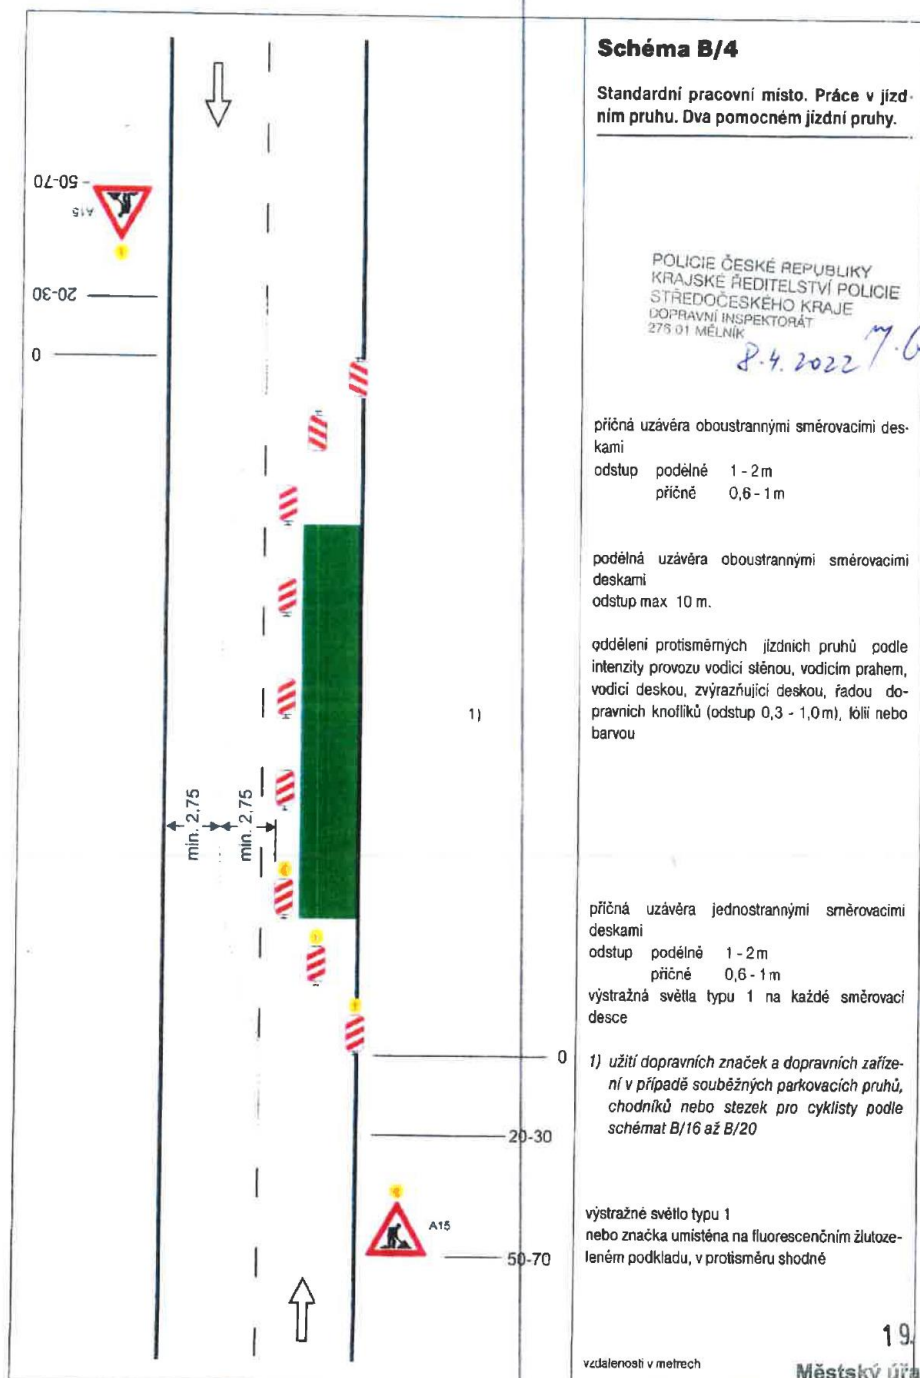 Schéma B/4
Standardní pracovní místo. Práce v jízd-
ním pruhu. Dva pomocném jízdní pruhy.
50-70
A15
20-30
0
POLICIE ČESKÉ REPUBLIKY
KRAJSKÉ ŘEDITELSTVÍ POLICIE
STŘEDOČESKÉHO KRAJE
DOPRAVNÍ INSPEKTORÁT
276 01 MĚLNÍK
8.4.2022
příčná uzávěra oboustrannými směrovacími des-
kami
odstup podélné 1 - 2 m
příčné 0,6 - 1 m
podélná uzávěra oboustrannými směrovacími
deskami
odstup max 10 m.
oddělení protisměrných jízdních pruhů podle
intenzity provozu vodicí stěnou, vodicím prahem,
vodicí deskou, zvýrazňující deskou, řadou do-
pravních knoflíků (odstup 0,3 - 1,0 m), fólií nebo
barvou
1)
min. 2,75
min. 2,75
příčná uzávěra jednostrannými směrovacími
deskami
odstup podélné 1 - 2 m
příčné 0,6 - 1 m
výstražná světla typu 1 na každé směrovací
desce
0
1) užití dopravních značek a dopravních zaříze-
ní v případě souběžných parkovacích pruhů,
chodníků nebo stezek pro cyklisty podle
schémat B/16 až B/20
20-30
A15
50-70
výstražné světlo typu 1
nebo značka umístěna na fluorescenčním žlutoze-
leném podkladu, v protisměru shodné
19.
vzdalenosti v metrech
Městský úřa